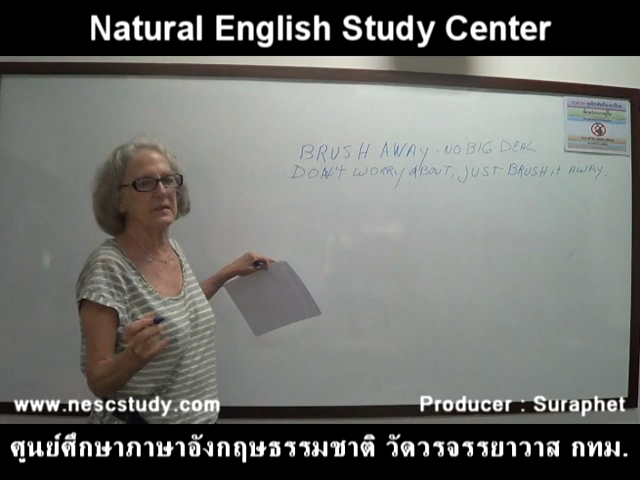 Natural English Study Center
BRUSH AWAY - NO BIG DEAL
DON'T WORRY ABOUT, JUST BRUSH it AWAY.
www.nescstudy.com
Producer : Suraphet
ศูนย์ศึกษาภาษาอังกฤษธรรมชาติ วัดวรจรรยาวาส กทม.